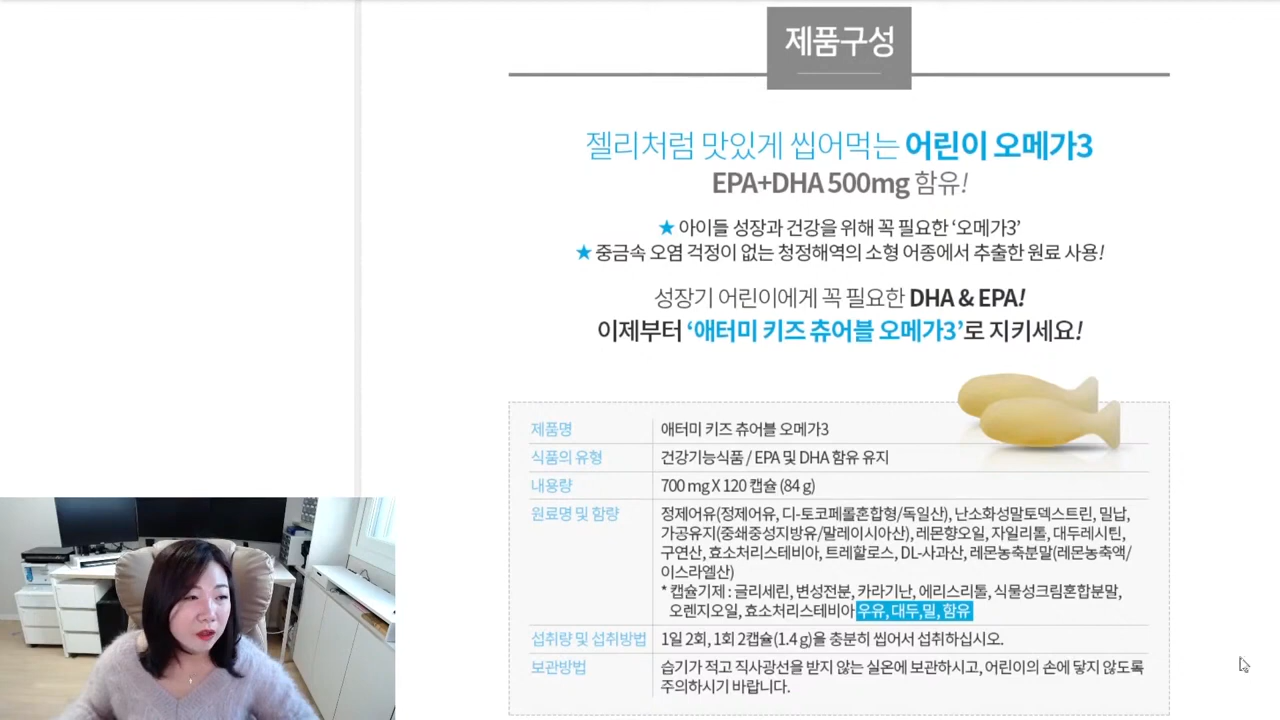 제품구성
젤리처럼 맛있게 씹어먹는 어린이 오메가3
EPA+DHA 500mg 함유!
★ 아이들 성장과 건강을 위해 꼭 필요한 ‘오메가3’
★ 중금속 오염 걱정이 없는 청정해역의 소형 어종에서 추출한 원료 사용!
성장기 어린이에게 꼭 필요한 DHA & EPA!
이제부터 ‘애터미 키즈 츄어블 오메가3’로 지키세요!
제품명 애터미 키즈 츄어블 오메가3
식품의 유형 건강기능식품 / EPA 및 DHA 함유 유지
내용량 700 mg X 120 캡슐 (84 g)
원료명 및 함량 정제어유(정제어유, 디-토코페롤혼합형/독일산), 난소화성말토덱스트린, 밀납,
가공유지(중쇄중성지방유/말레이시아산), 레몬향오일, 자일리톨, 대두레시틴,
구연산, 효소처리스테비아, 트레할로스, DL-사과산, 레몬농축분말(레몬농축액/
이스라엘산)
* 캡슐기제 : 글리세린, 변성전분, 카라기난, 에리스리톨, 식물성크림혼합분말,
오렌지오일, 효소처리스테비아 우유, 대두,밀, 함유
섭취량 및 섭취방법 1일 2회, 1회 2캡슐(1.4 g)을 충분히 씹어서 섭취하십시오.
보관방법 습기가 적고 직사광선을 받지 않는 실온에 보관하시고, 어린이의 손에 닿지 않도록
주의하시기 바랍니다.